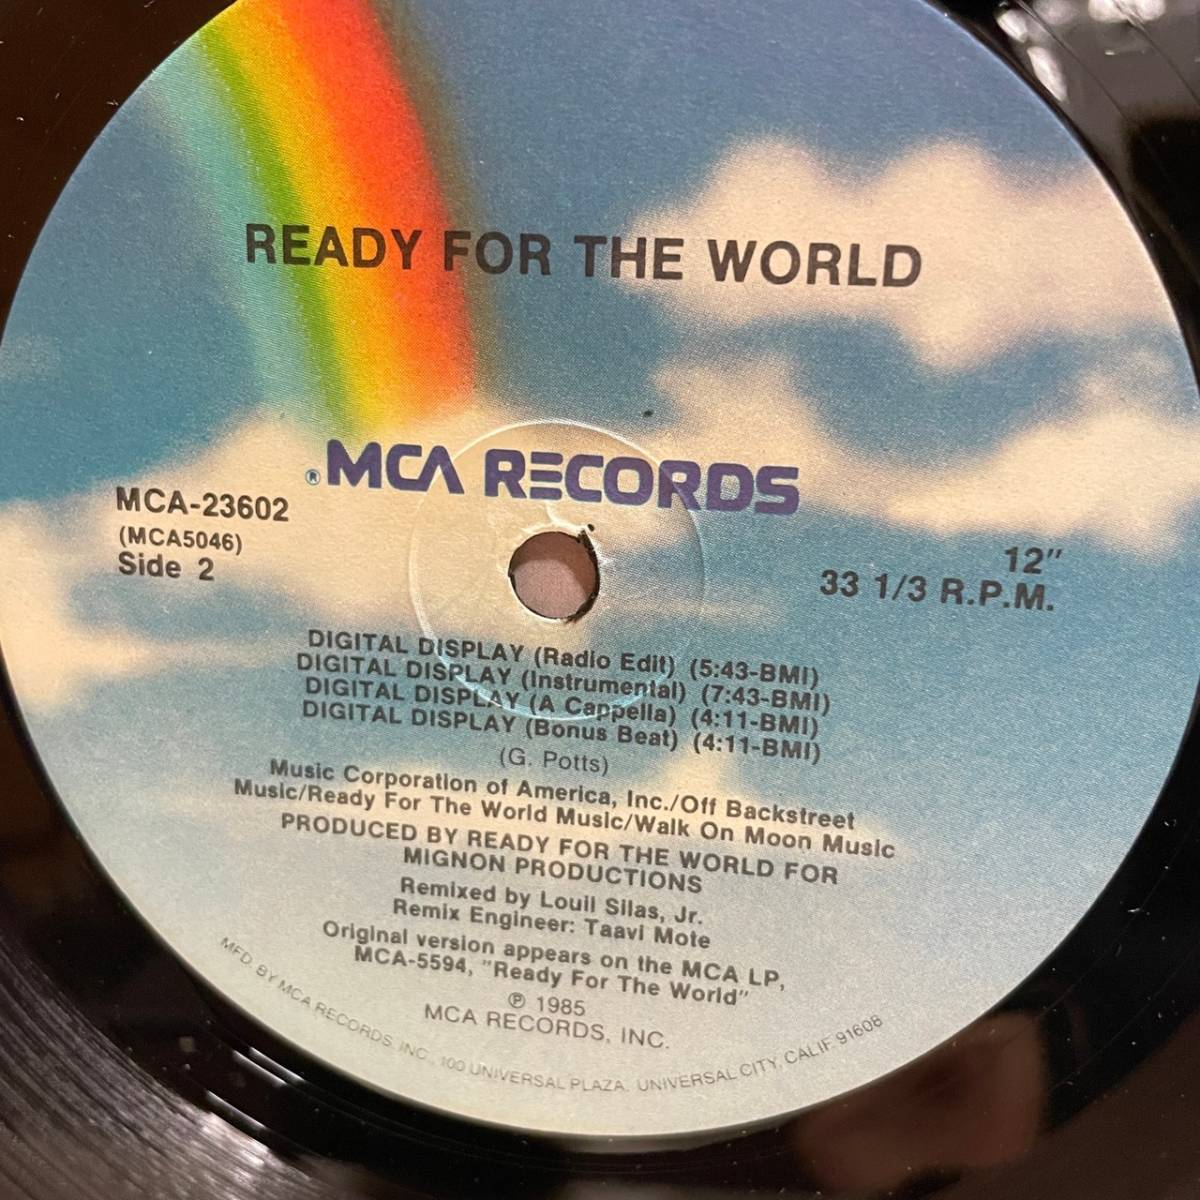 READY FOR THE WORLD
® MCA RECORDS
MCA-23602
(MCA5046)
Side 2
12"
33 1/3 R.P.M.
DIGITAL DISPLAY (Radio Edit) (5:43-BMI)
DIGITAL DISPLAY (Instrumental) (7:43-BMI)
DIGITAL DISPLAY (A Cappella) (4:11-BMI)
DIGITAL DISPLAY (Bonus Beat) (4:11-BMI)
(G. Potts)
Music Corporation of America, Inc./Off Backstreet
Music/Ready For The World Music/Walk On Moon Music
PRODUCED BY READY FOR THE WORLD FOR
MIGNON PRODUCTIONS
Remixed by Louil Silas, Jr.
Remix Engineer: Taavi Mote
Original version appears on the MCA LP,
MCA-5594, "Ready For The World"
℗ 1985
MCA RECORDS, INC.
MFD. BY MCA RECORDS, INC., 100 UNIVERSAL PLAZA, UNIVERSAL CITY, CALIF. 91608